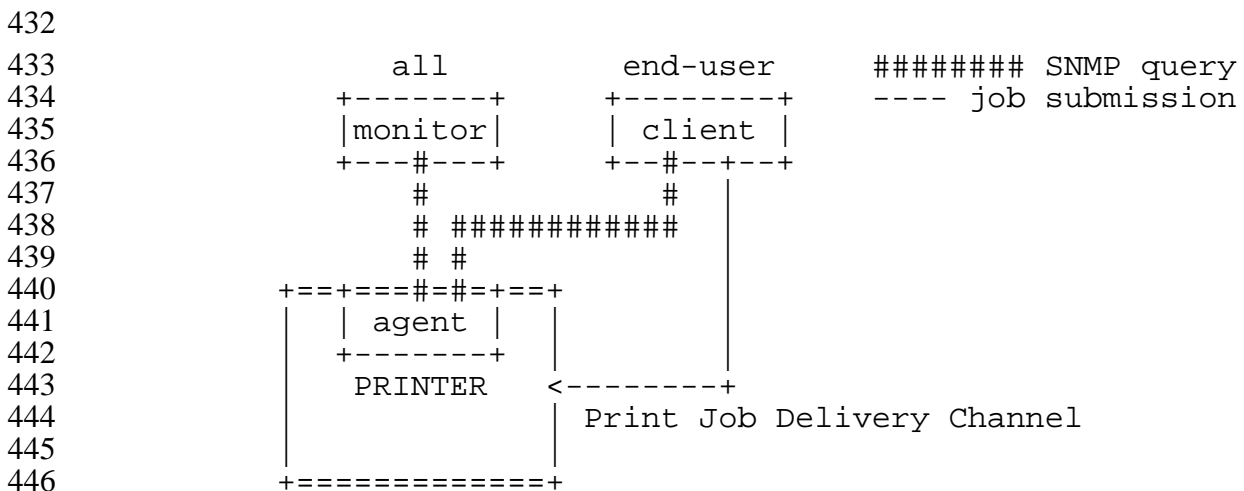 432
433                    all            end-user      ######## SNMP query
434                 +-------+      +--------+     ---- job submission
435                 |monitor|      | client |
436                 +---#---+      +--#--+--+
437                     #             #  |
438                     # ############   |
439                     # #              |
440              +==+===#=#=+==+         |
441              |  | agent |  |         |
442              |  +-------+  |         |
443              |   PRINTER   <--------+
444              |             | Print Job Delivery Channel
445              |             |
446              +=============+